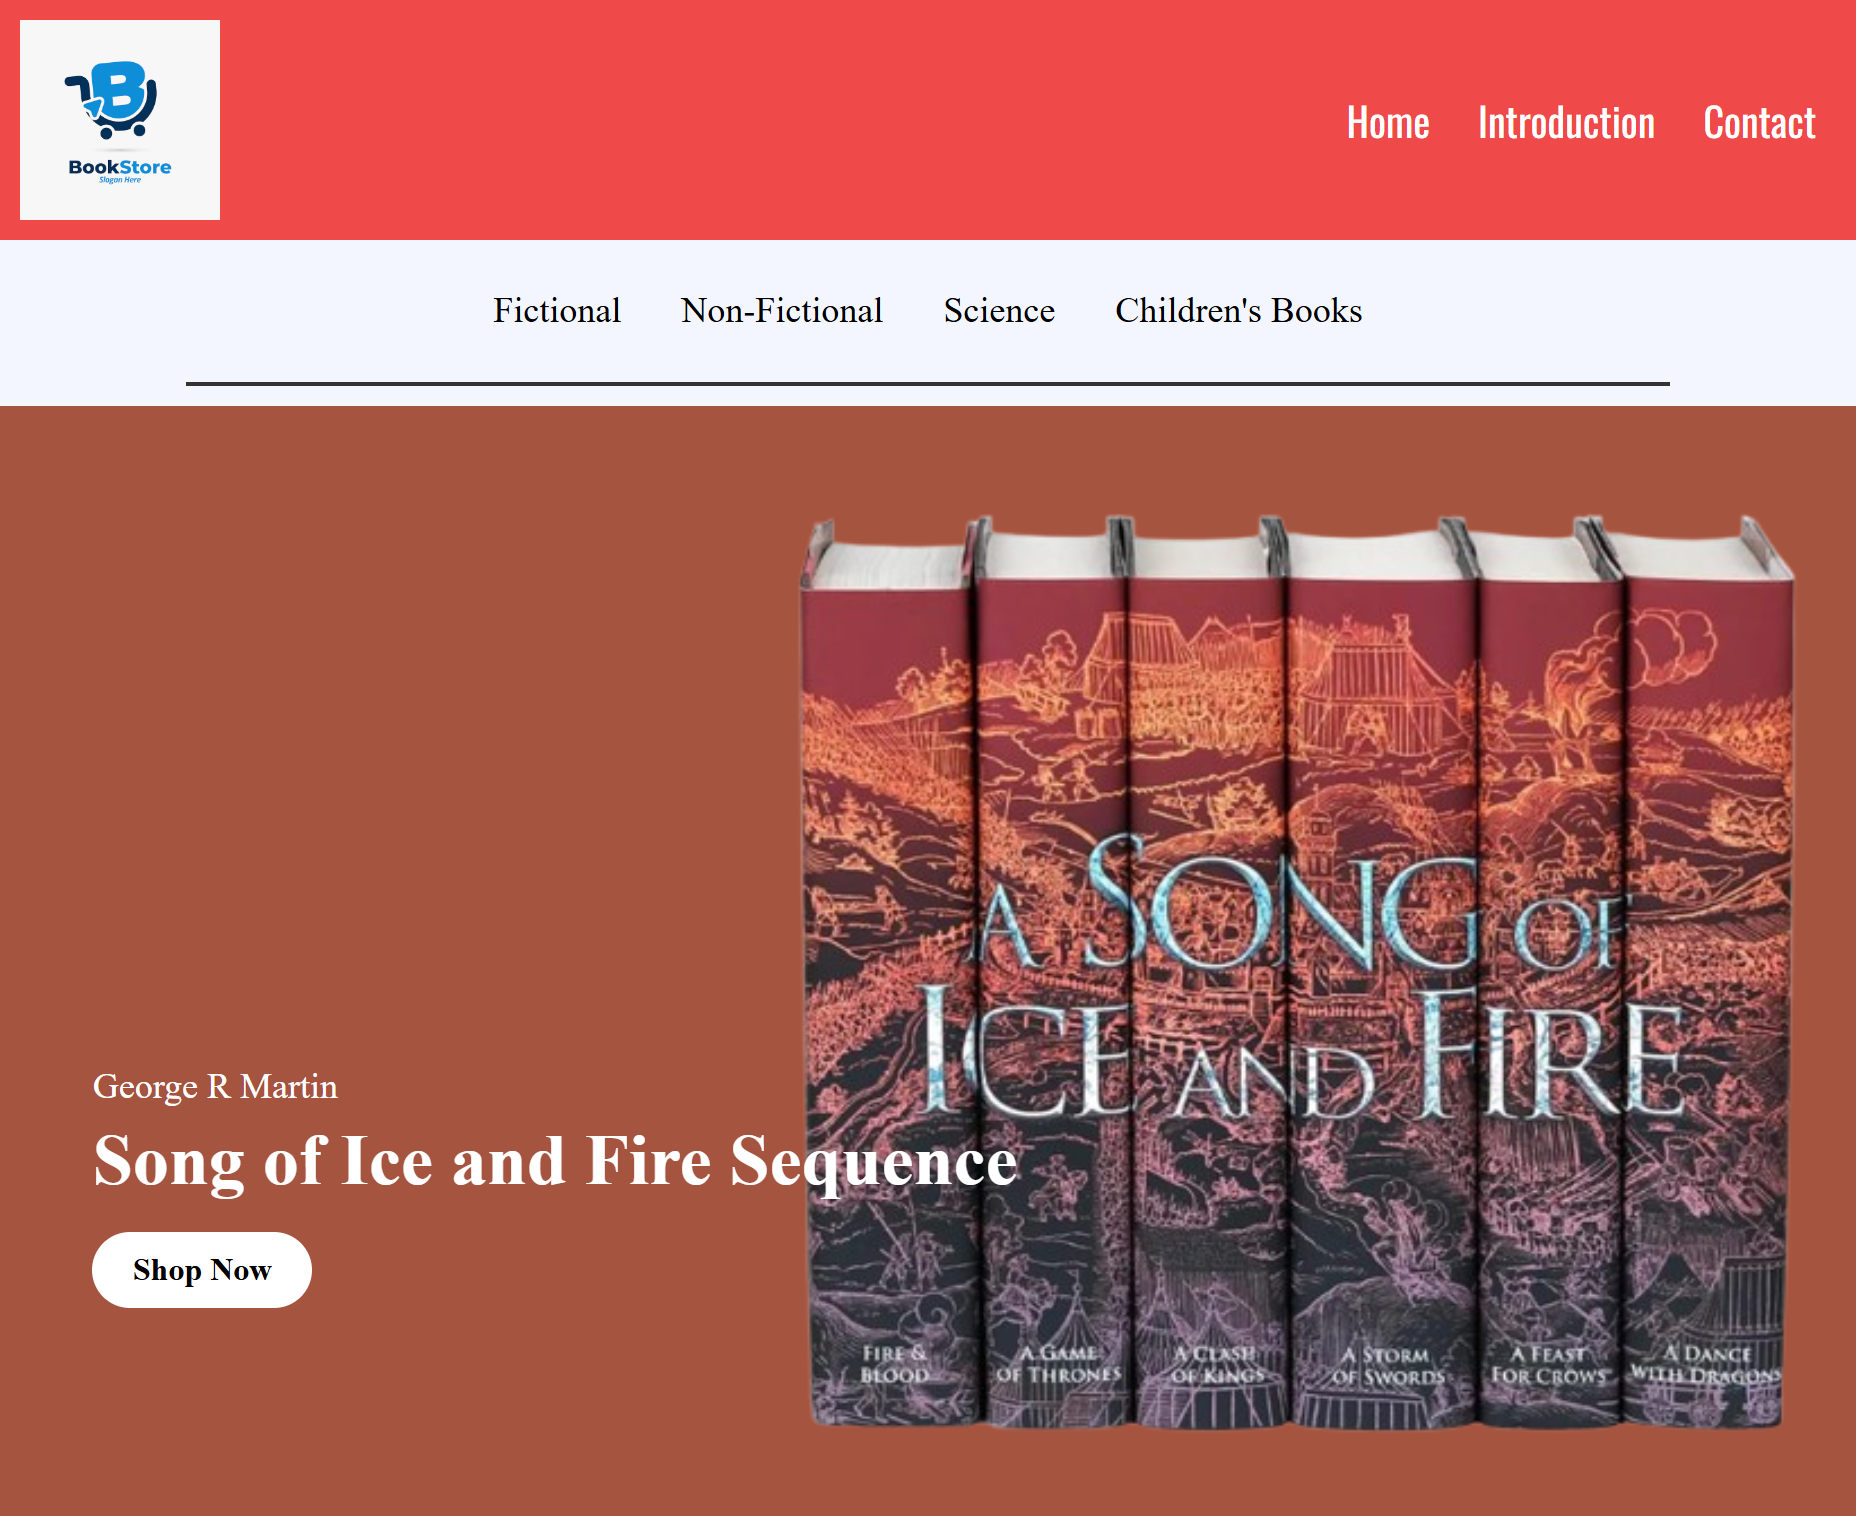 BookStore
Slogan Here
Home Introduction Contact
Fictional Non-Fictional Science Children's Books
A SONG OF
ICE AND FIRE
George R Martin
Song of Ice and Fire Sequence
Shop Now
FIRE &
BLOOD
A GAME
OF THRONES
A CLASH
OF KINGS
A STORM
OF SWORDS
A FEAST
FOR CROWS
A DANCE
WITH DRAGONS